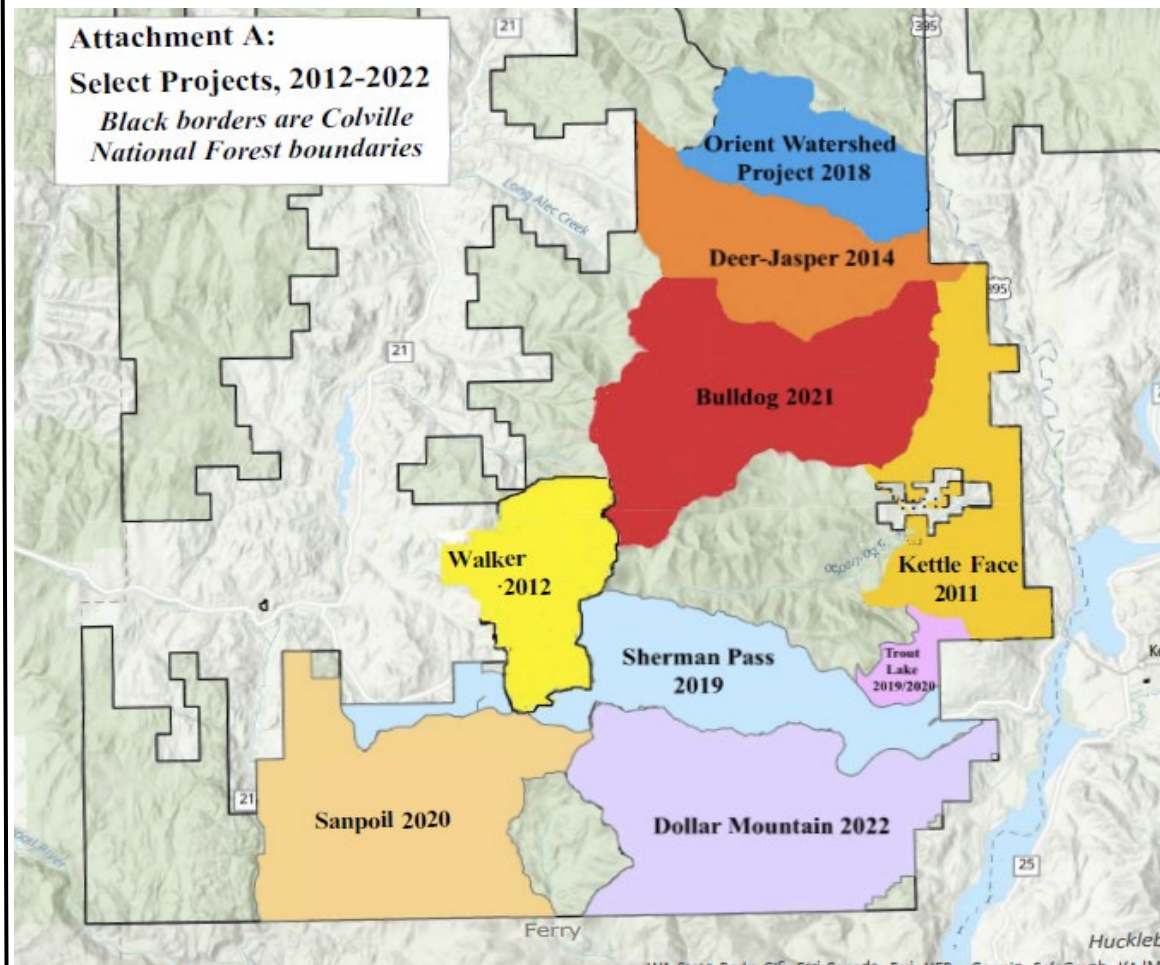 Attachment A:
Select Projects, 2012-2022
Black borders are Colville
National Forest boundaries
21
395
Orient Watershed
Project 2018
Long Alec Creek
Deer-Jasper 2014
395
21
Bulldog 2021
Walker
·2012
Kettle Face
2011
Sherman Pass
2019
Trout
Lake
2019/2020
21
Sanpoil 2020
Dollar Mountain 2022
25
Ferry
Huckleb